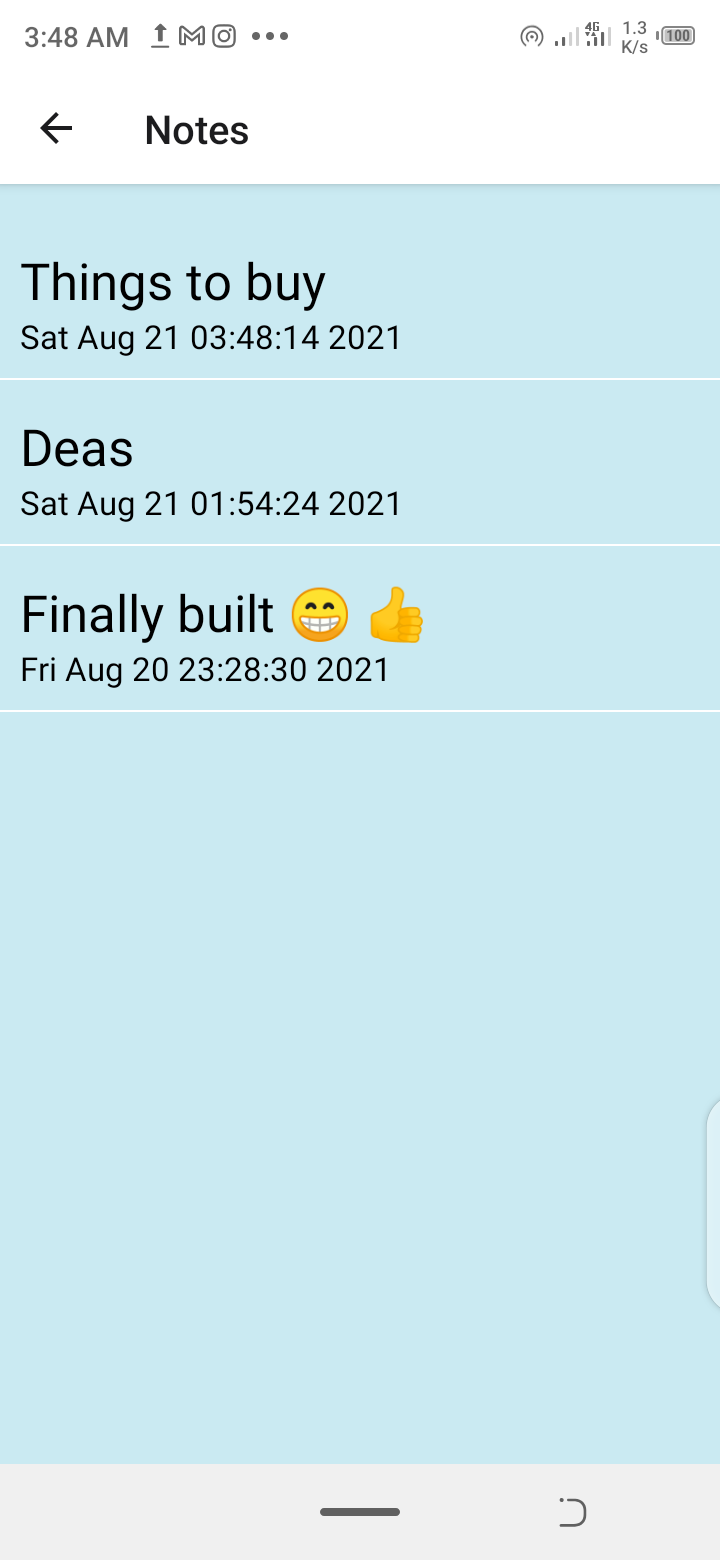 3:48 AM
4G
1.3
K/s
100
Notes
Things to buy
Sat Aug 21 03:48:14 2021
Deas
Sat Aug 21 01:54:24 2021
Finally built 😁 👍
Fri Aug 20 23:28:30 2021